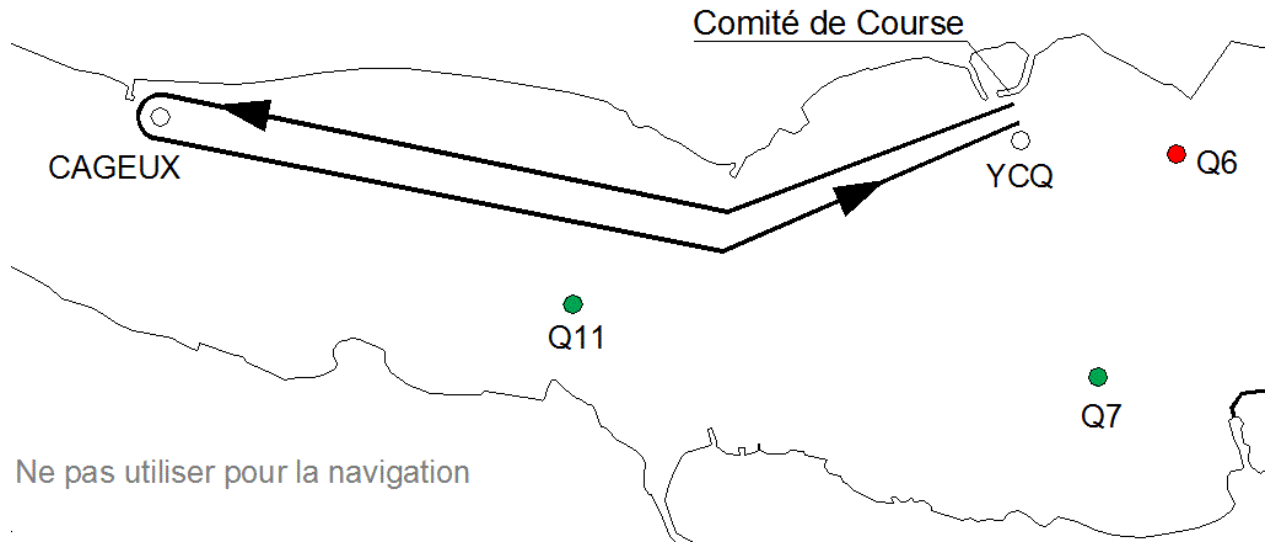 Comité de Course
CAGEUX
YCQ
Q6
Q11
Q7
Ne pas utiliser pour la navigation